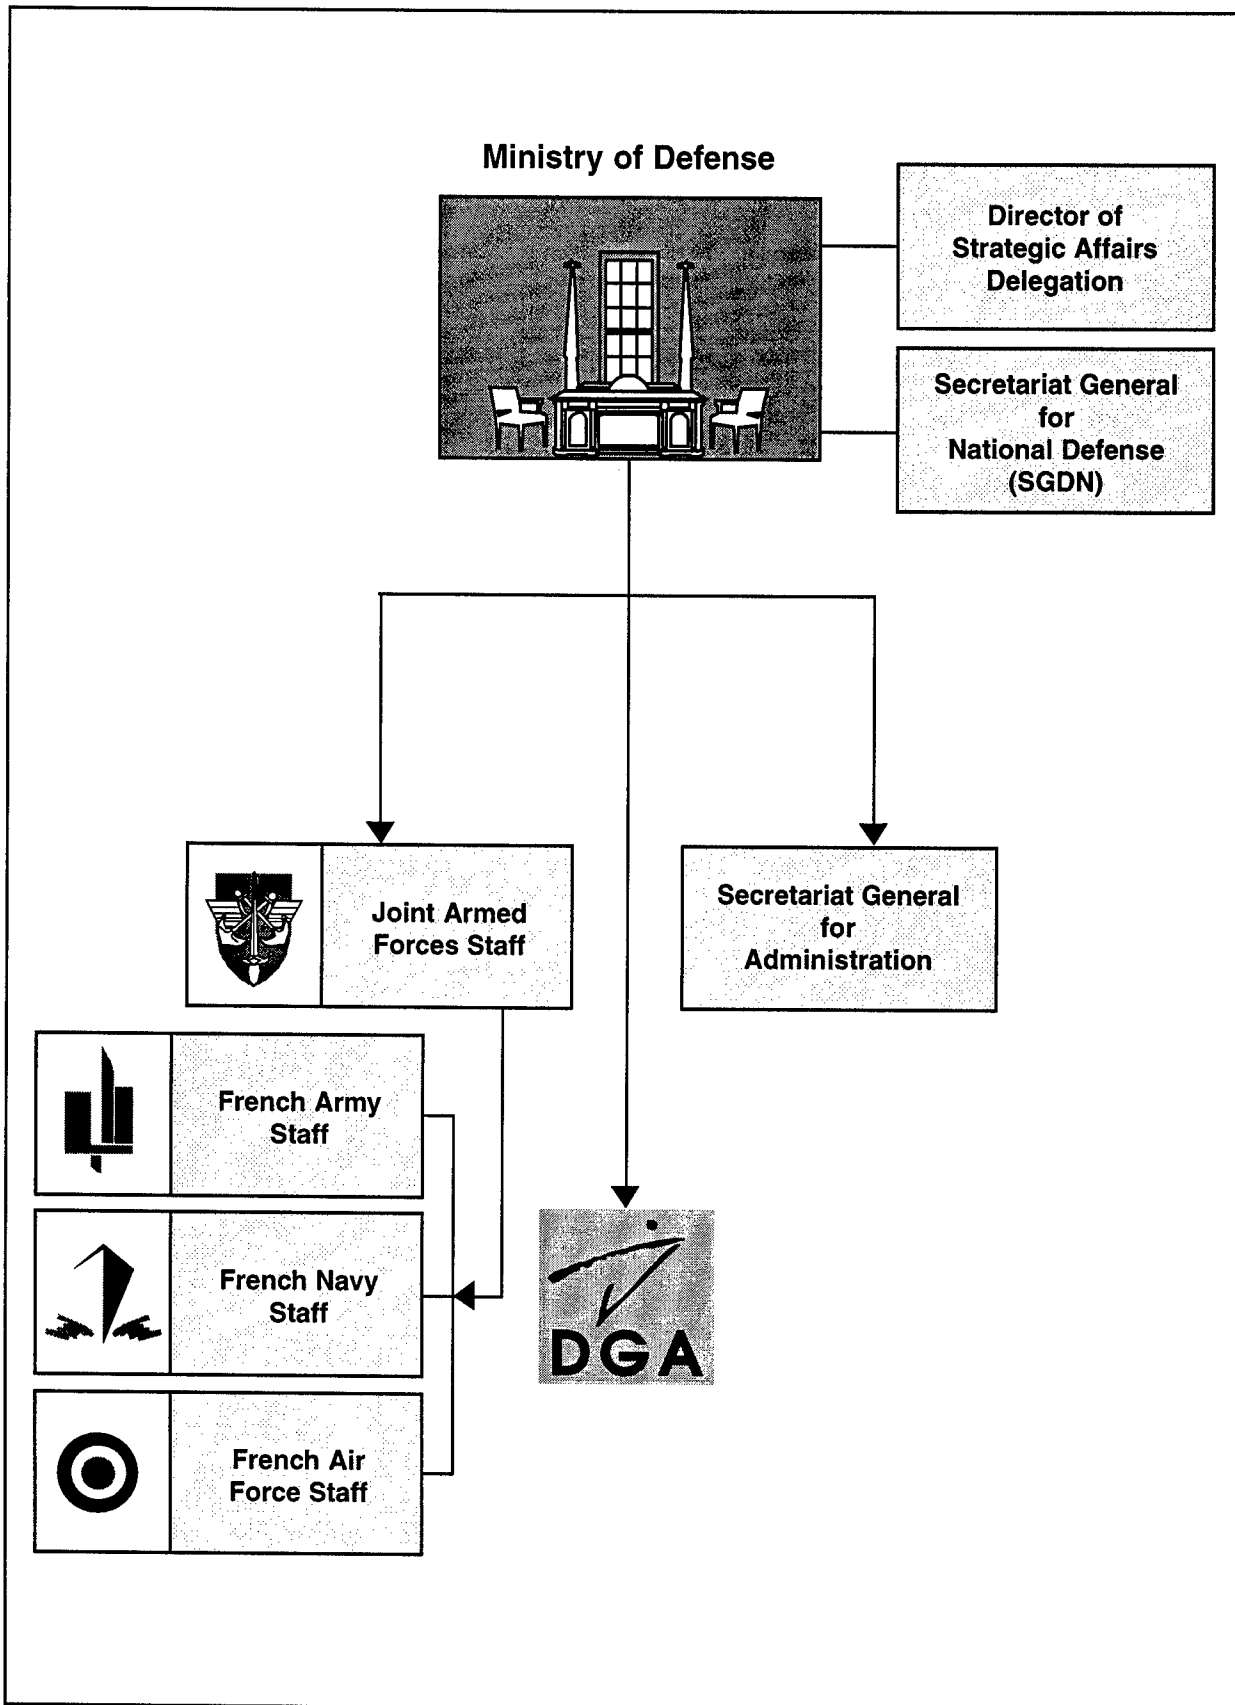 Ministry of Defense
Director of
Strategic Affairs
Delegation
Secretariat General
for
National Defense
(SGDN)
Joint Armed
Forces Staff
Secretariat General
for
Administration
French Army
Staff
French Navy
Staff
DGA
French Air
Force Staff